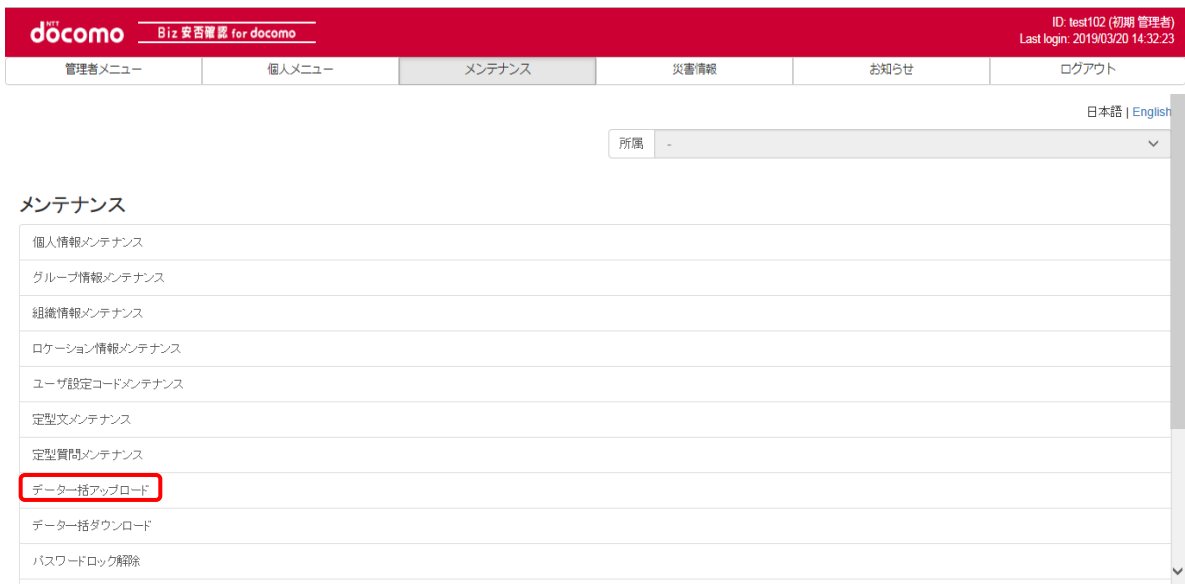 NTT
döcomo
Biz 安否確認 for docomo
ID: test102 (初期 管理者)
Last login: 2019/03/20 14:32:23
管理者メニュー
個人メニュー
メンテナンス
災害情報
お知らせ
ログアウト
日本語 | English
所属
-
メンテナンス
個人情報メンテナンス
グループ情報メンテナンス
組織情報メンテナンス
ロケーション情報メンテナンス
ユーザ設定コードメンテナンス
定型文メンテナンス
定型質問メンテナンス
データ一括アップロード
データ一括ダウンロード
パスワードロック解除